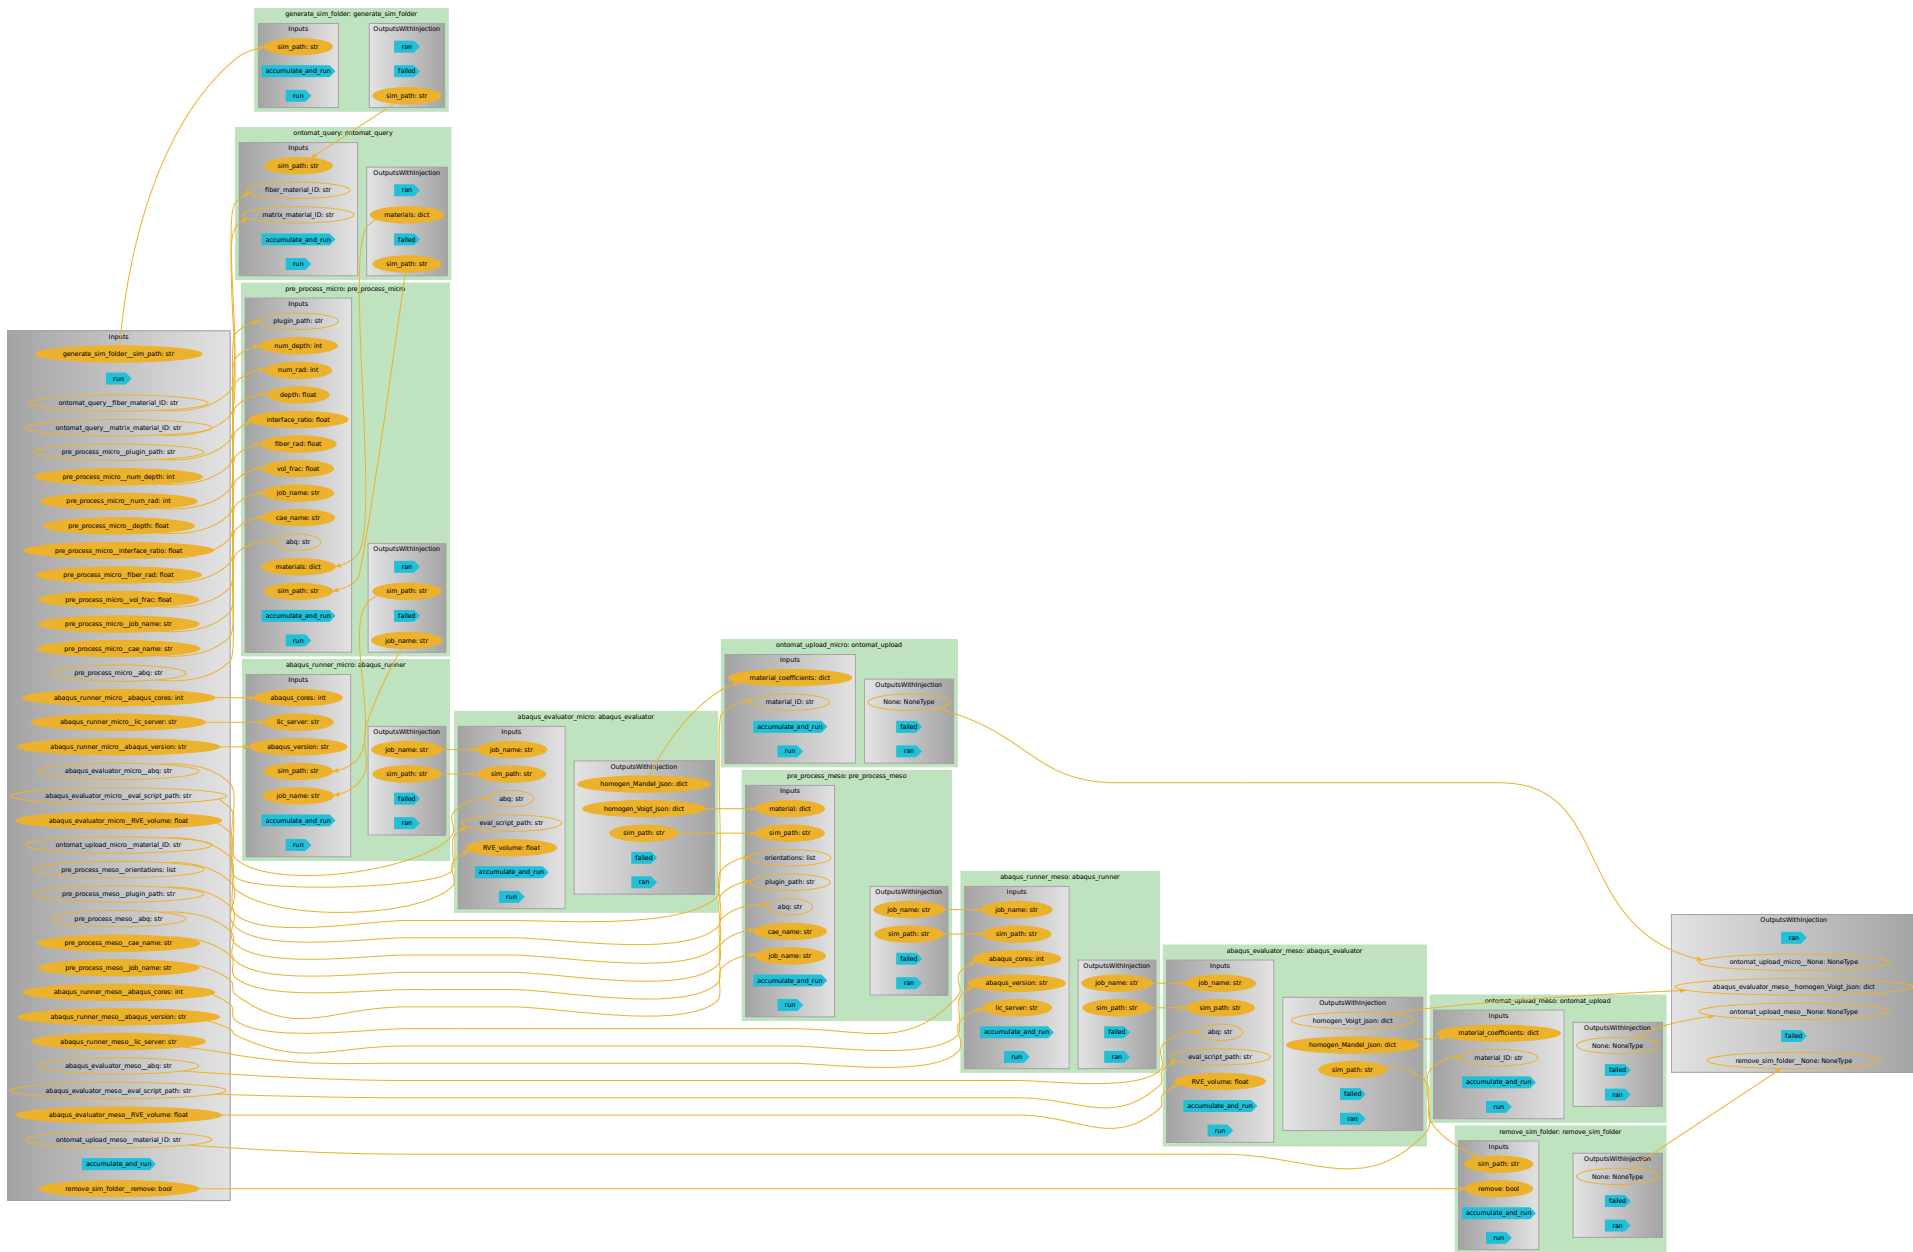 generate_sim_folder: generate_sim_folder
Inputs
sim_path: str
accumulate_and_run
run
OutputsWithInjection
ran
failed
sim_path: str
ontomat_query: ontomat_query
Inputs
sim_path: str
fiber_material_ID: str
matrix_material_ID: str
accumulate_and_run
run
OutputsWithInjection
ran
materials: dict
failed
sim_path: str
pre_process_micro: pre_process_micro
Inputs
plugin_path: str
num_depth: int
num_rad: int
depth: float
interface_ratio: float
fiber_rad: float
vol_frac: float
job_name: str
cae_name: str
abq: str
materials: dict
sim_path: str
accumulate_and_run
run
OutputsWithInjection
ran
sim_path: str
failed
job_name: str
Inputs
generate_sim_folder__sim_path: str
run
ontomat_query__fiber_material_ID: str
ontomat_query__matrix_material_ID: str
pre_process_micro__plugin_path: str
pre_process_micro__num_depth: int
pre_process_micro__num_rad: int
pre_process_micro__depth: float
pre_process_micro__interface_ratio: float
pre_process_micro__fiber_rad: float
pre_process_micro__vol_frac: float
pre_process_micro__job_name: str
pre_process_micro__cae_name: str
pre_process_micro__abq: str
abaqus_runner_micro__abaqus_cores: int
abaqus_runner_micro__lic_server: str
abaqus_runner_micro__abaqus_version: str
abaqus_evaluator_micro__abq: str
abaqus_evaluator_micro__eval_script_path: str
abaqus_evaluator_micro__RVE_volume: float
ontomat_upload_micro__material_ID: str
pre_process_meso__orientations: list
pre_process_meso__plugin_path: str
pre_process_meso__abq: str
pre_process_meso__cae_name: str
pre_process_meso__job_name: str
abaqus_runner_meso__abaqus_cores: int
abaqus_runner_meso__abaqus_version: str
abaqus_runner_meso__lic_server: str
abaqus_evaluator_meso__abq: str
abaqus_evaluator_meso__eval_script_path: str
abaqus_evaluator_meso__RVE_volume: float
ontomat_upload_meso__material_ID: str
accumulate_and_run
remove_sim_folder__remove: bool
abaqus_runner_micro: abaqus_runner
Inputs
abaqus_cores: int
lic_server: str
abaqus_version: str
sim_path: str
job_name: str
accumulate_and_run
run
OutputsWithInjection
job_name: str
sim_path: str
failed
ran
abaqus_evaluator_micro: abaqus_evaluator
Inputs
job_name: str
sim_path: str
abq: str
eval_script_path: str
RVE_volume: float
accumulate_and_run
run
OutputsWithInjection
homogen_Mandel_json: dict
homogen_Voigt_json: dict
sim_path: str
failed
ran
ontomat_upload_micro: ontomat_upload
Inputs
material_coefficients: dict
material_ID: str
accumulate_and_run
run
OutputsWithInjection
None: NoneType
failed
ran
pre_process_meso: pre_process_meso
Inputs
material: dict
sim_path: str
orientations: list
plugin_path: str
abq: str
cae_name: str
job_name: str
accumulate_and_run
run
OutputsWithInjection
job_name: str
sim_path: str
failed
ran
abaqus_runner_meso: abaqus_runner
Inputs
job_name: str
sim_path: str
abaqus_cores: int
abaqus_version: str
lic_server: str
accumulate_and_run
run
OutputsWithInjection
job_name: str
sim_path: str
failed
ran
abaqus_evaluator_meso: abaqus_evaluator
Inputs
job_name: str
sim_path: str
abq: str
eval_script_path: str
RVE_volume: float
accumulate_and_run
run
OutputsWithInjection
homogen_Voigt_json: dict
homogen_Mandel_json: dict
sim_path: str
failed
ran
ontomat_upload_meso: ontomat_upload
Inputs
material_coefficients: dict
material_ID: str
accumulate_and_run
run
OutputsWithInjection
None: NoneType
failed
ran
remove_sim_folder: remove_sim_folder
Inputs
sim_path: str
remove: bool
accumulate_and_run
run
OutputsWithInjection
None: NoneType
failed
ran
OutputsWithInjection
ran
ontomat_upload_micro__None: NoneType
abaqus_evaluator_meso__homogen_Voigt_json: dict
ontomat_upload_meso__None: NoneType
failed
remove_sim_folder__None: NoneType